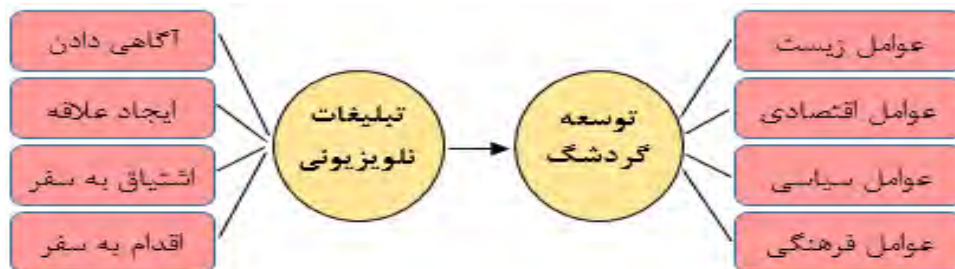 آگاهی دادن
ایجاد علاقه
اشتیاق به سفر
اقدام به سفر
تبلیغات
تلویزیونی
توسعه
گردشگ
عوامل زیست
عوامل اقتصادی
عوامل سیاسی
عوامل فرهنگی